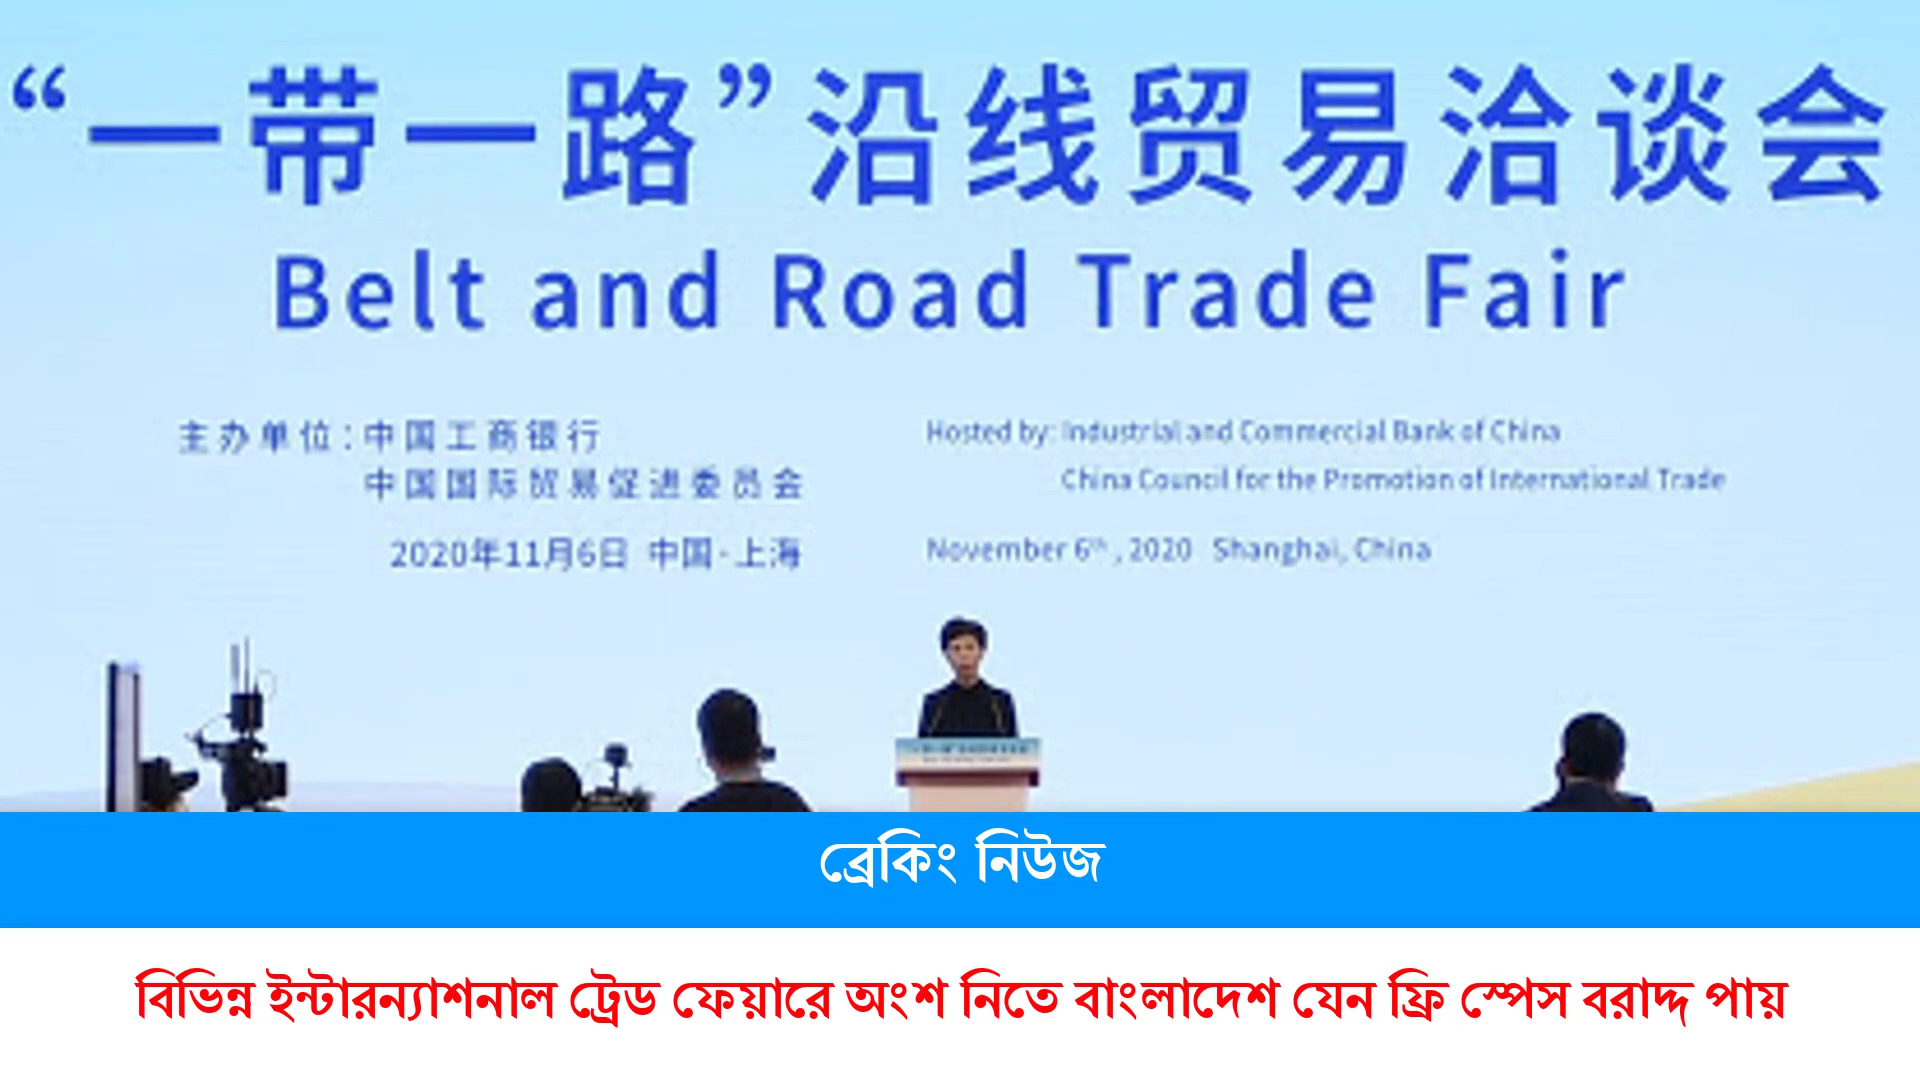 “一带一路”沿线贸易洽谈会
Belt and Road Trade Fair
主办单位：中国工商银行
中国国际贸易促进委员会
2020年11月6日 中国·上海
Hosted by: Industrial and Commercial Bank of China
China Council for the Promotion of International Trade
November 6th, 2020 Shanghai, China
ব্রেকিং নিউজ
বিভিন্ন ইন্টারন্যাশনাল ট্রেড ফেয়ারে অংশ নিতে বাংলাদেশ যেন ফ্রি স্পেস বরাদ্দ পায়